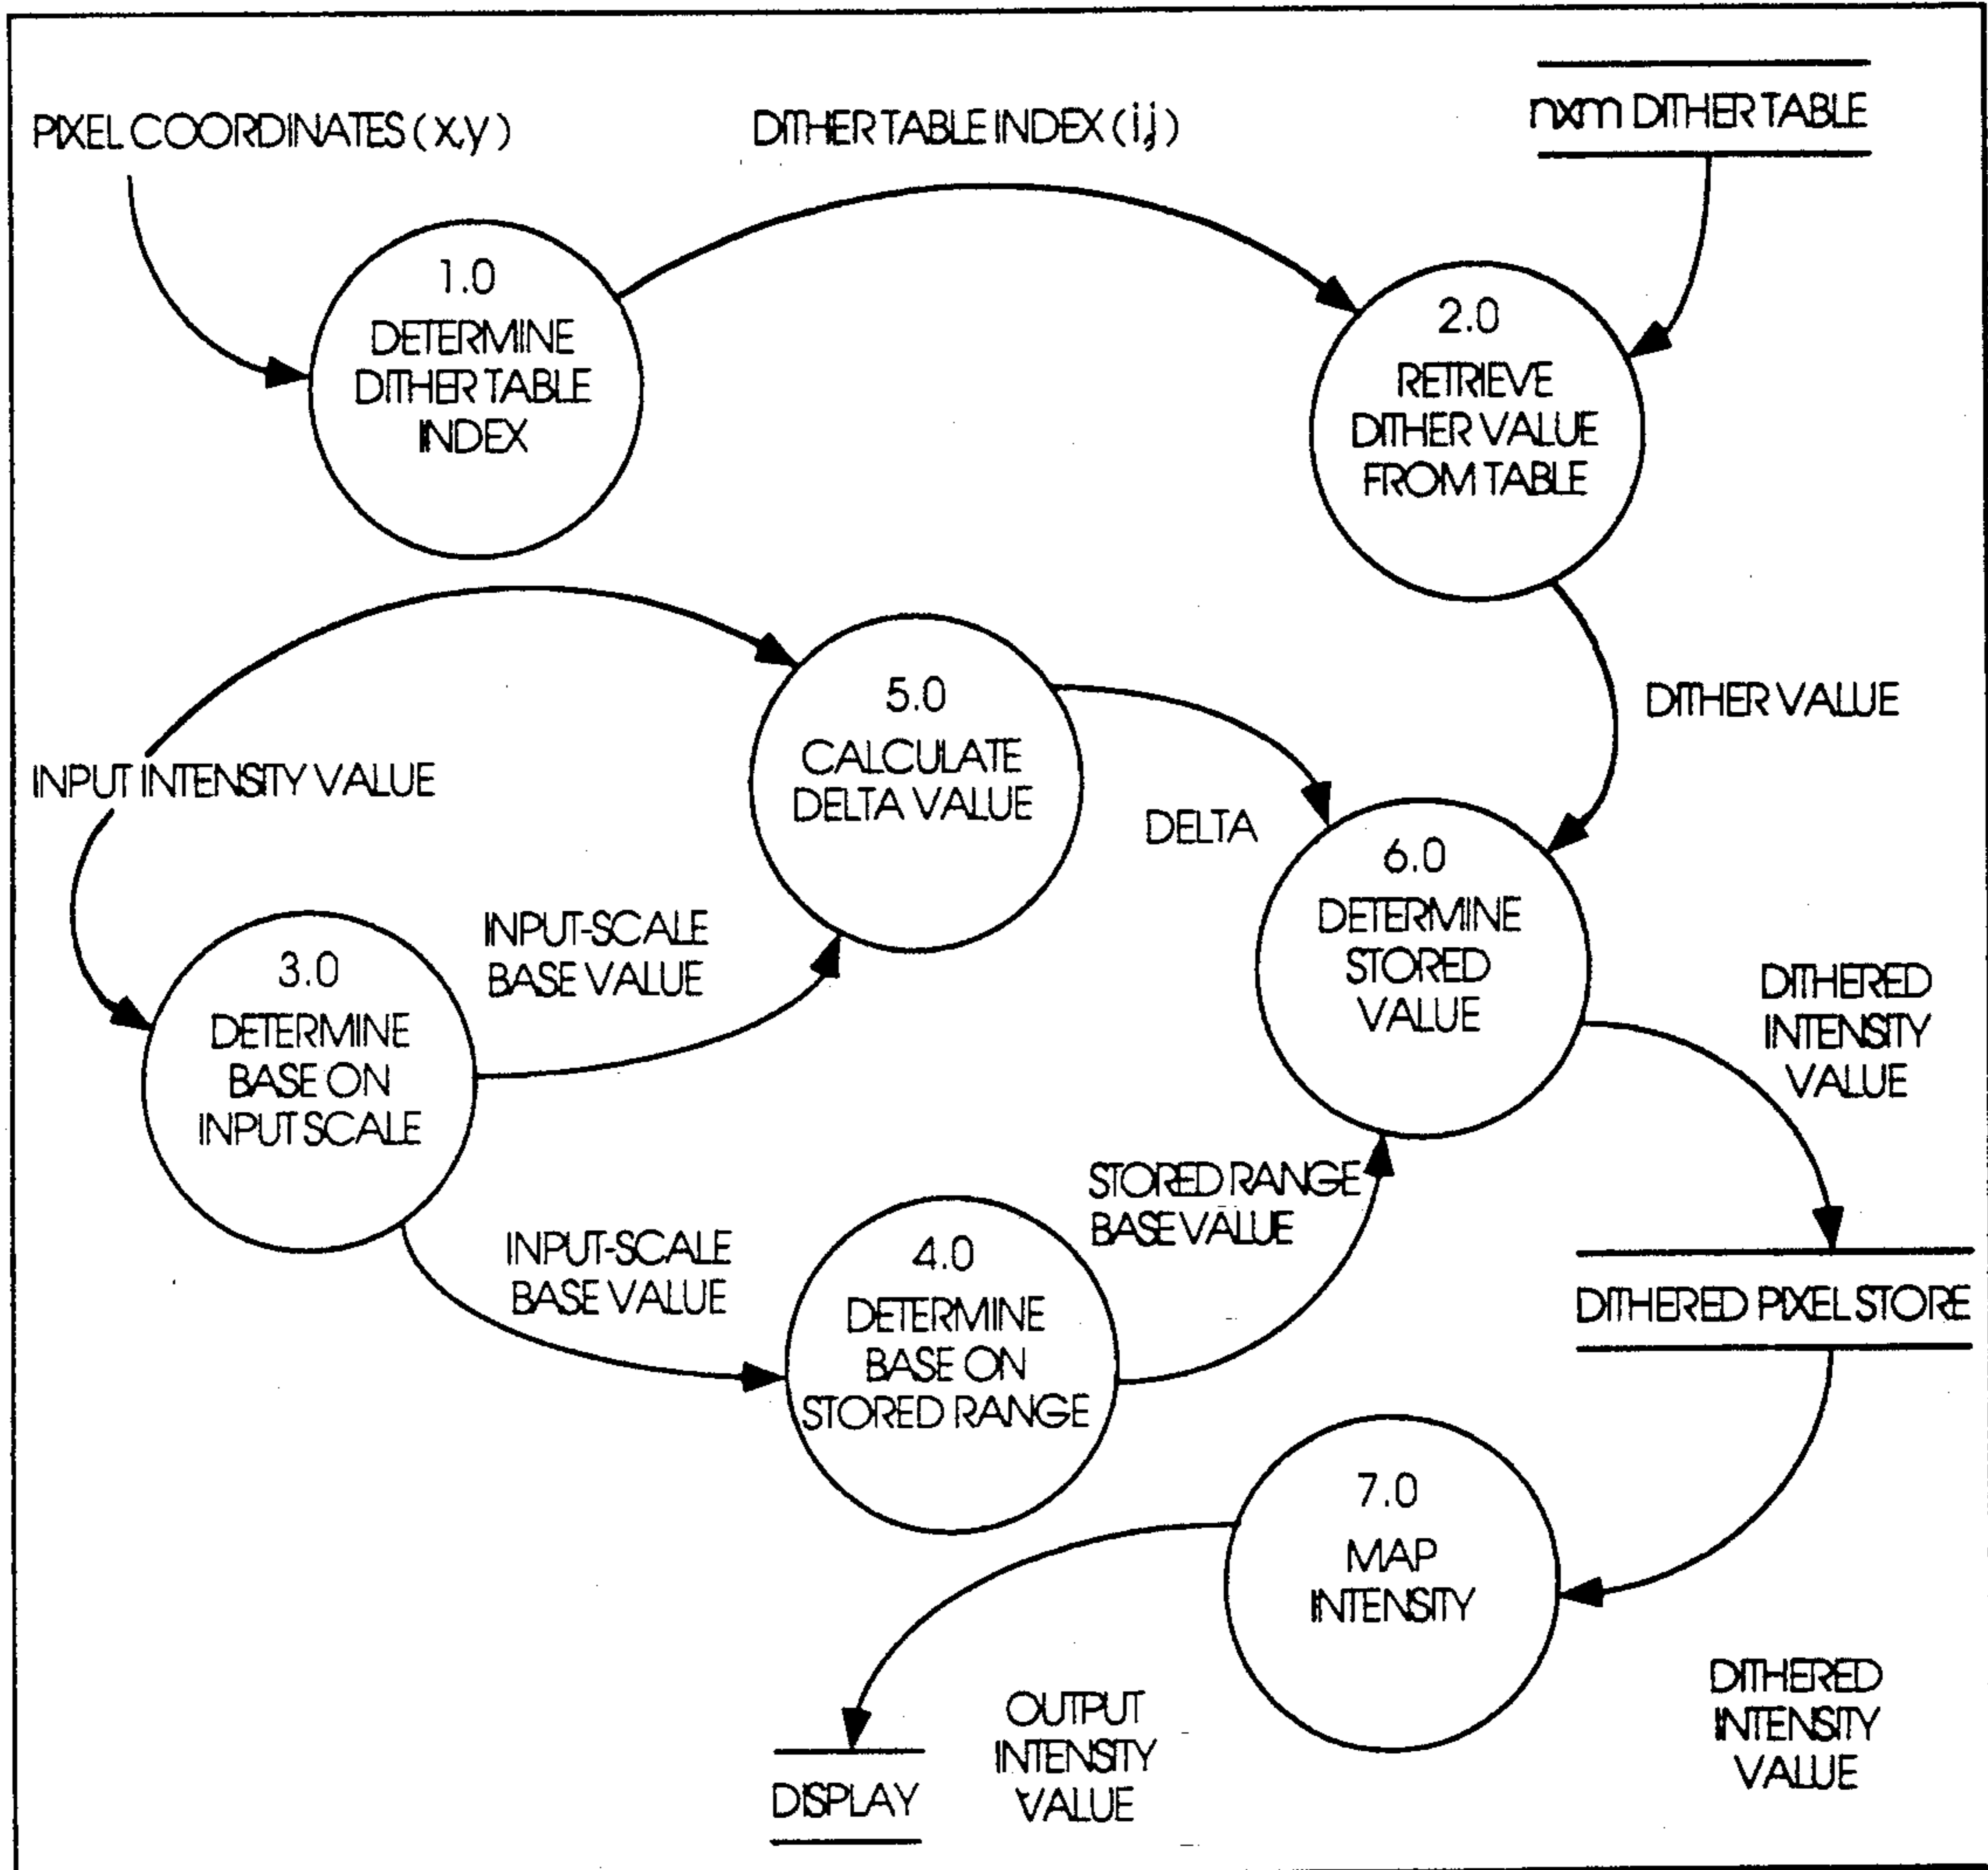 PIXEL COORDINATES (x,y)
DITHER TABLE INDEX (i,j)
nxm DITHER TABLE
1.0
DETERMINE
DITHER TABLE
INDEX
2.0
RETRIEVE
DITHER VALUE
FROM TABLE
INPUT INTENSITY VALUE
5.0
CALCULATE
DELTA VALUE
DITHER VALUE
DELTA
3.0
DETERMINE
BASE ON
INPUT SCALE
INPUT-SCALE
BASE VALUE
6.0
DETERMINE
STORED
VALUE
DITHERED
INTENSITY
VALUE
INPUT-SCALE
BASE VALUE
4.0
DETERMINE
BASE ON
STORED RANGE
STORED RANGE
BASE VALUE
DITHERED PIXEL STORE
7.0
MAP
INTENSITY
DITHERED
INTENSITY
VALUE
OUTPUT
INTENSITY
VALUE
DISPLAY